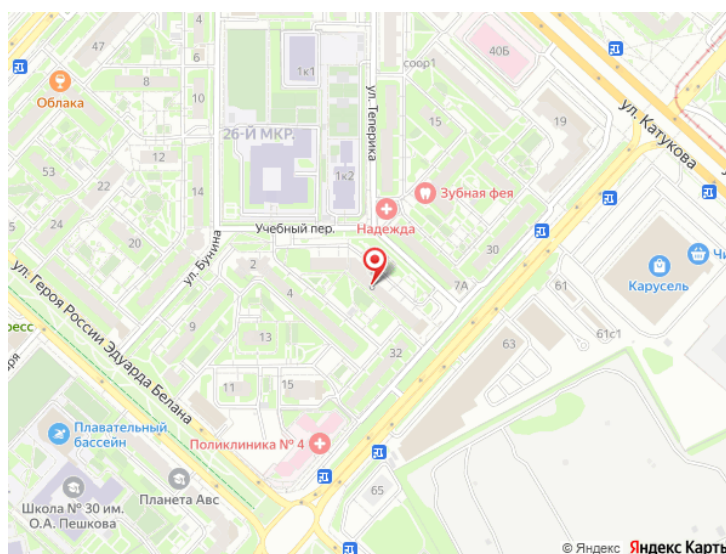 47
8
Облака
10
6
1к1
соор1
40Б
ул. Катукова
ул. Теперика
15
19
26-Й МКР.
12
53
14
1к2
Зубная фея
22
24
20
Учебный пер.
Надежда
30
ул. Бунина
2
4
7А
61
Карусель
Чи
61с1
63
9
13
32
ул. Героя России Эдуарда Белана
ресс
аря
11
15
Плавательный
бассейн
Поликлиника № 4
Планета Авс
65
Школа № 30 им.
О.А. Пешкова
© Яндекс Яндекс Карты